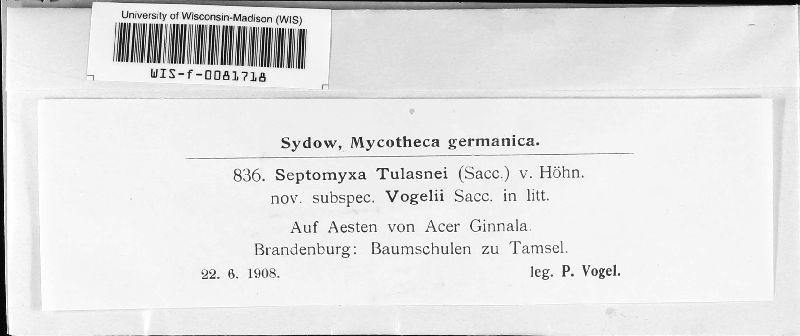 University of Wisconsin-Madison (WIS)
WIS-f-0081718
Sydow, Mycotheca germanica.
836. Septomyxa Tulasnei (Sacc.) v. Höhn.
nov. subspec. Vogelii Sacc. in litt.
Auf Aesten von Acer Ginnala.
Brandenburg: Baumschulen zu Tamsel.
22. 6. 1908. leg. P. Vogel.